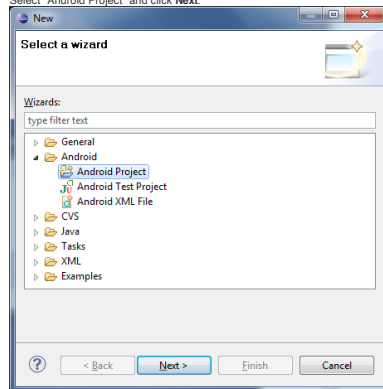 Select "Android Project" and click Next.
New
Select a wizard
Wizards:
type filter text
General
Android
Android Project
Android Test Project
Android XML File
CVS
Java
Tasks
XML
Examples
< Back
Next >
Finish
Cancel